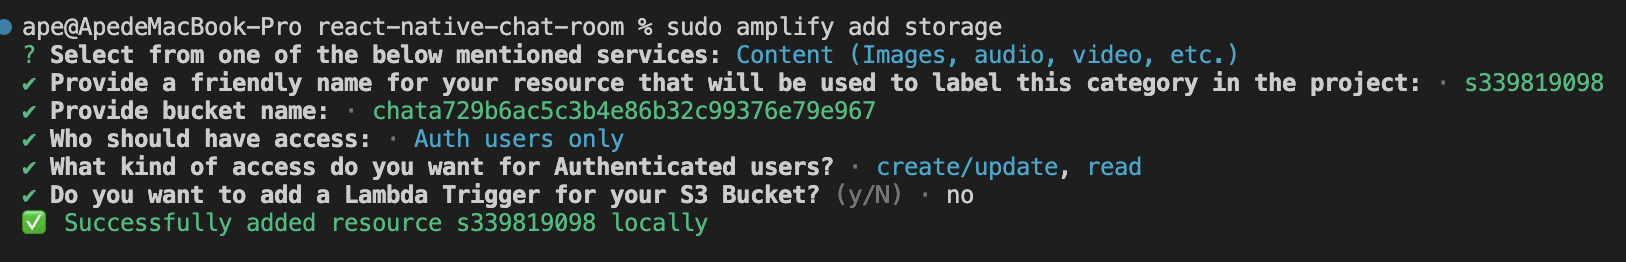 ape@ApedeMacBook-Pro react-native-chat-room % sudo amplify add storage
? Select from one of the below mentioned services: Content (Images, audio, video, etc.)
✔ Provide a friendly name for your resource that will be used to label this category in the project: · s339819098
✔ Provide bucket name: · chata729b6ac5c3b4e86b32c99376e79e967
✔ Who should have access: · Auth users only
✔ What kind of access do you want for Authenticated users? · create/update, read
✔ Do you want to add a Lambda Trigger for your S3 Bucket? (y/N) · no
✅ Successfully added resource s339819098 locally